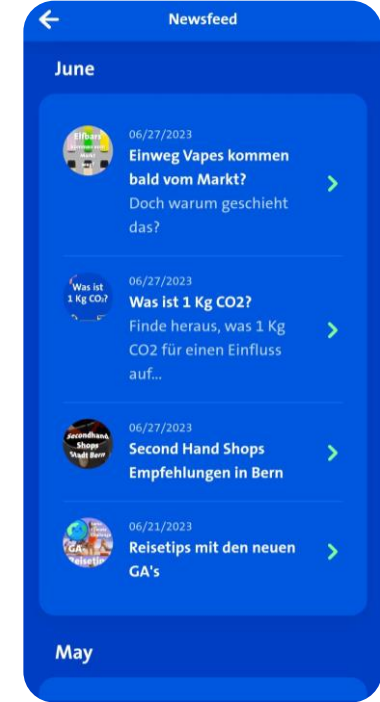 Newsfeed
June
Elfbars
06/27/2023
Einweg Vapes kommen
bald vom Markt?
Doch warum geschieht
das?
Was ist
1 Kg CO₂?
06/27/2023
Was ist 1 Kg CO2?
Finde heraus, was 1 Kg
CO2 für einen Einfluss
auf...
Secondhand
Shops
Stadt Bern
06/27/2023
Second Hand Shops
Empfehlungen in Bern
GA
Reisetip
06/21/2023
Reisetips mit den neuen
GA's
May